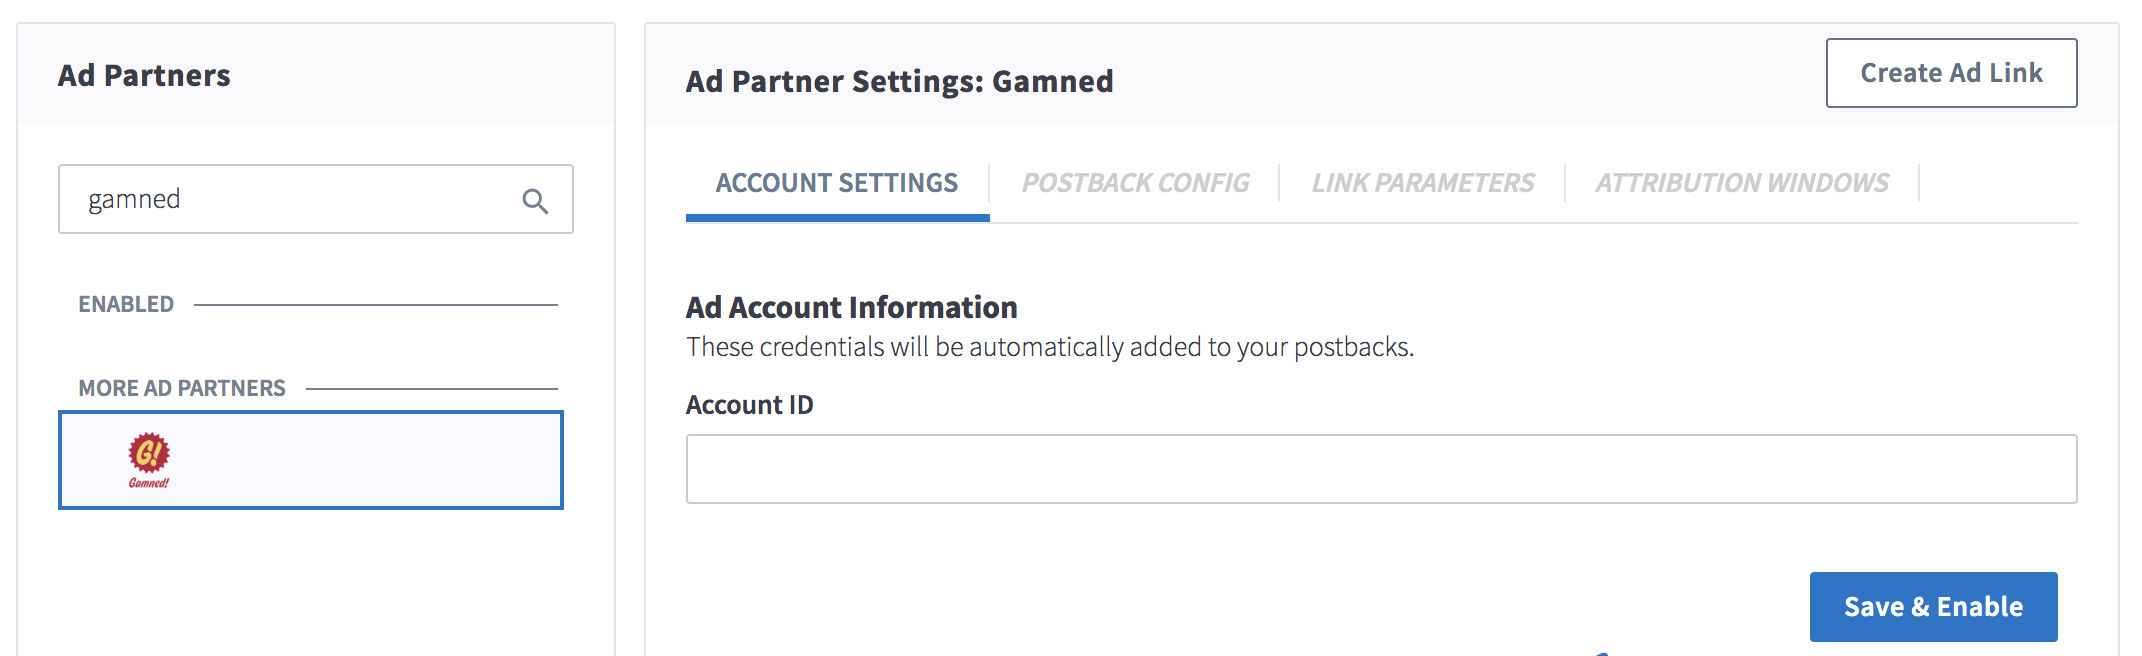 Ad Partners
gamned
ENABLED
MORE AD PARTNERS
G!
Gamned!
Ad Partner Settings: Gamned
Create Ad Link
ACCOUNT SETTINGS
POSTBACK CONFIG
LINK PARAMETERS
ATTRIBUTION WINDOWS
Ad Account Information
These credentials will be automatically added to your postbacks.
Account ID
Save & Enable